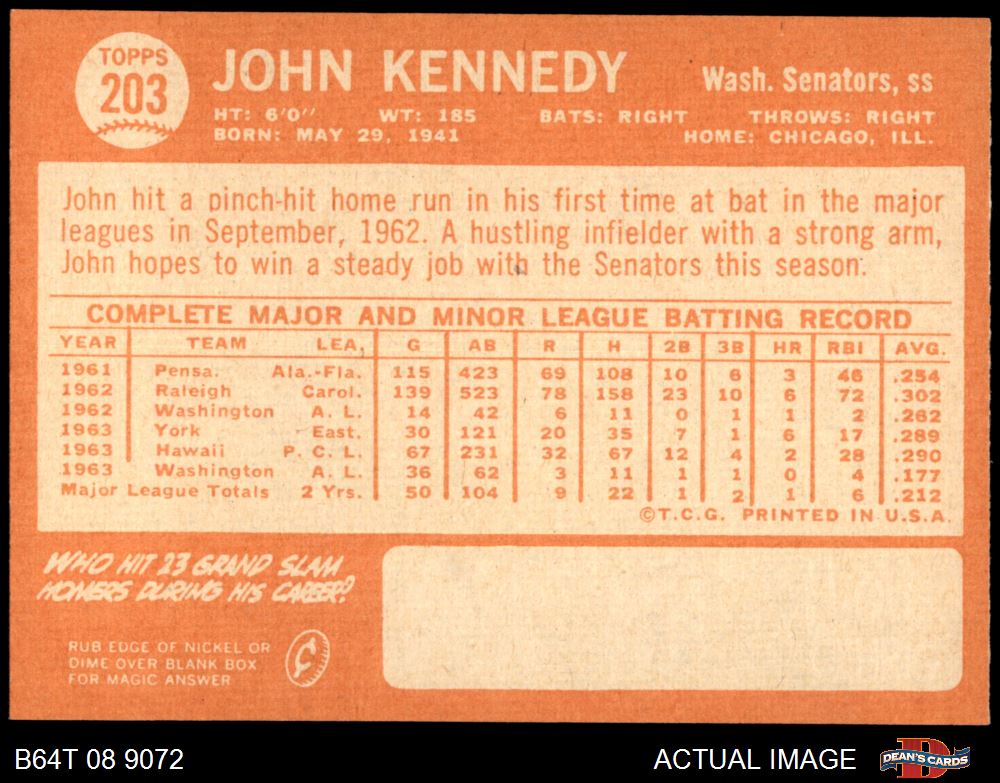 TOPPS
203
JOHN KENNEDY
Wash. Senators, ss
HT: 6'0" WT: 185 BATS: RIGHT THROWS: RIGHT
BORN: MAY 29, 1941 HOME: CHICAGO, ILL.
John hit a pinch-hit home run in his first time at bat in the major
leagues in September, 1962. A hustling infielder with a strong arm,
John hopes to win a steady job with the Senators this season.
COMPLETE MAJOR AND MINOR LEAGUE BATTING RECORD
YEAR TEAM LEA. G AB R H 2B 3B HR RBI AVG.
1961 Pensa. Ala.-Fla. 115 423 69 108 10 6 3 46 .254
1962 Raleigh Carol. 139 523 78 158 23 10 6 72 .302
1962 Washington A. L. 14 42 6 11 0 1 1 2 .262
1963 York East. 30 121 20 35 7 1 6 17 .289
1963 Hawaii P. C. L. 67 231 32 67 12 4 2 28 .290
1963 Washington A. L. 36 62 3 11 1 1 0 4 .177
Major League Totals 2 Yrs. 50 104 9 22 1 2 1 6 .212
©T.C.G. PRINTED IN U.S.A.
WHO HIT 23 GRAND SLAM
HOMERS DURING HIS CAREER?
RUB EDGE OF NICKEL OR
DIME OVER BLANK BOX
FOR MAGIC ANSWER
B64T 08 9072
ACTUAL IMAGE
DEAN'S CARDS